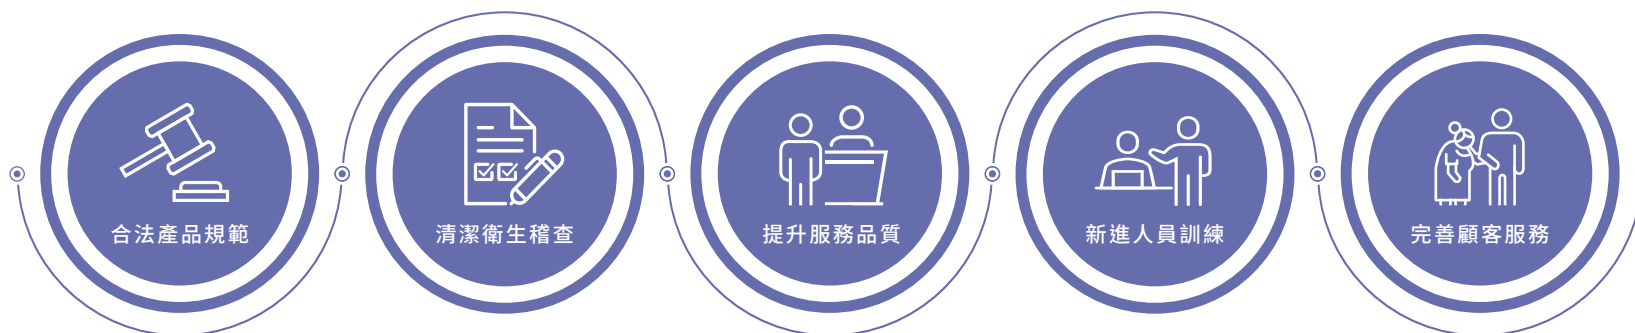 合法產品規範
清潔衛生稽查
提升服務品質
新進人員訓練
完善顧客服務